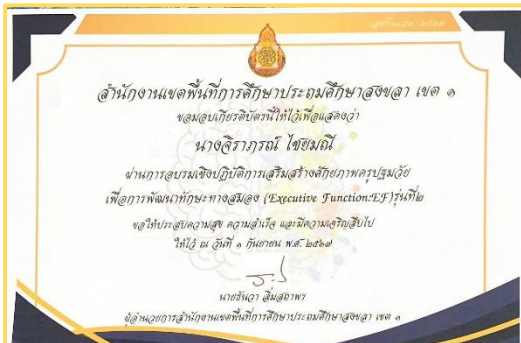 สำนักงานเขตพื้นที่การศึกษาประถมศึกษาสงขลา เขต ๑
ขอมอบเกียรติบัตรนี้ให้ไว้เพื่อแสดงว่า
นางจิราภรณ์ ไชยมณี
ผ่านการอบรมเชิงปฏิบัติการเสริมสร้างศักยภาพครูปฐมวัย
เพื่อการพัฒนาทักษะทางสมอง (Executive Function:EF)รุ่นที่๒
ขอให้ประสบความสุข ความสำเร็จ และมีความเจริญสืบไป
ให้ไว้ ณ วันที่ ๑ กันยายน พ.ศ. ๒๕๖๗
นายธันวา ลิ่มสถาพร
ผู้อำนวยการสำนักงานเขตพื้นที่การศึกษาประถมศึกษาสงขลา เขต ๑